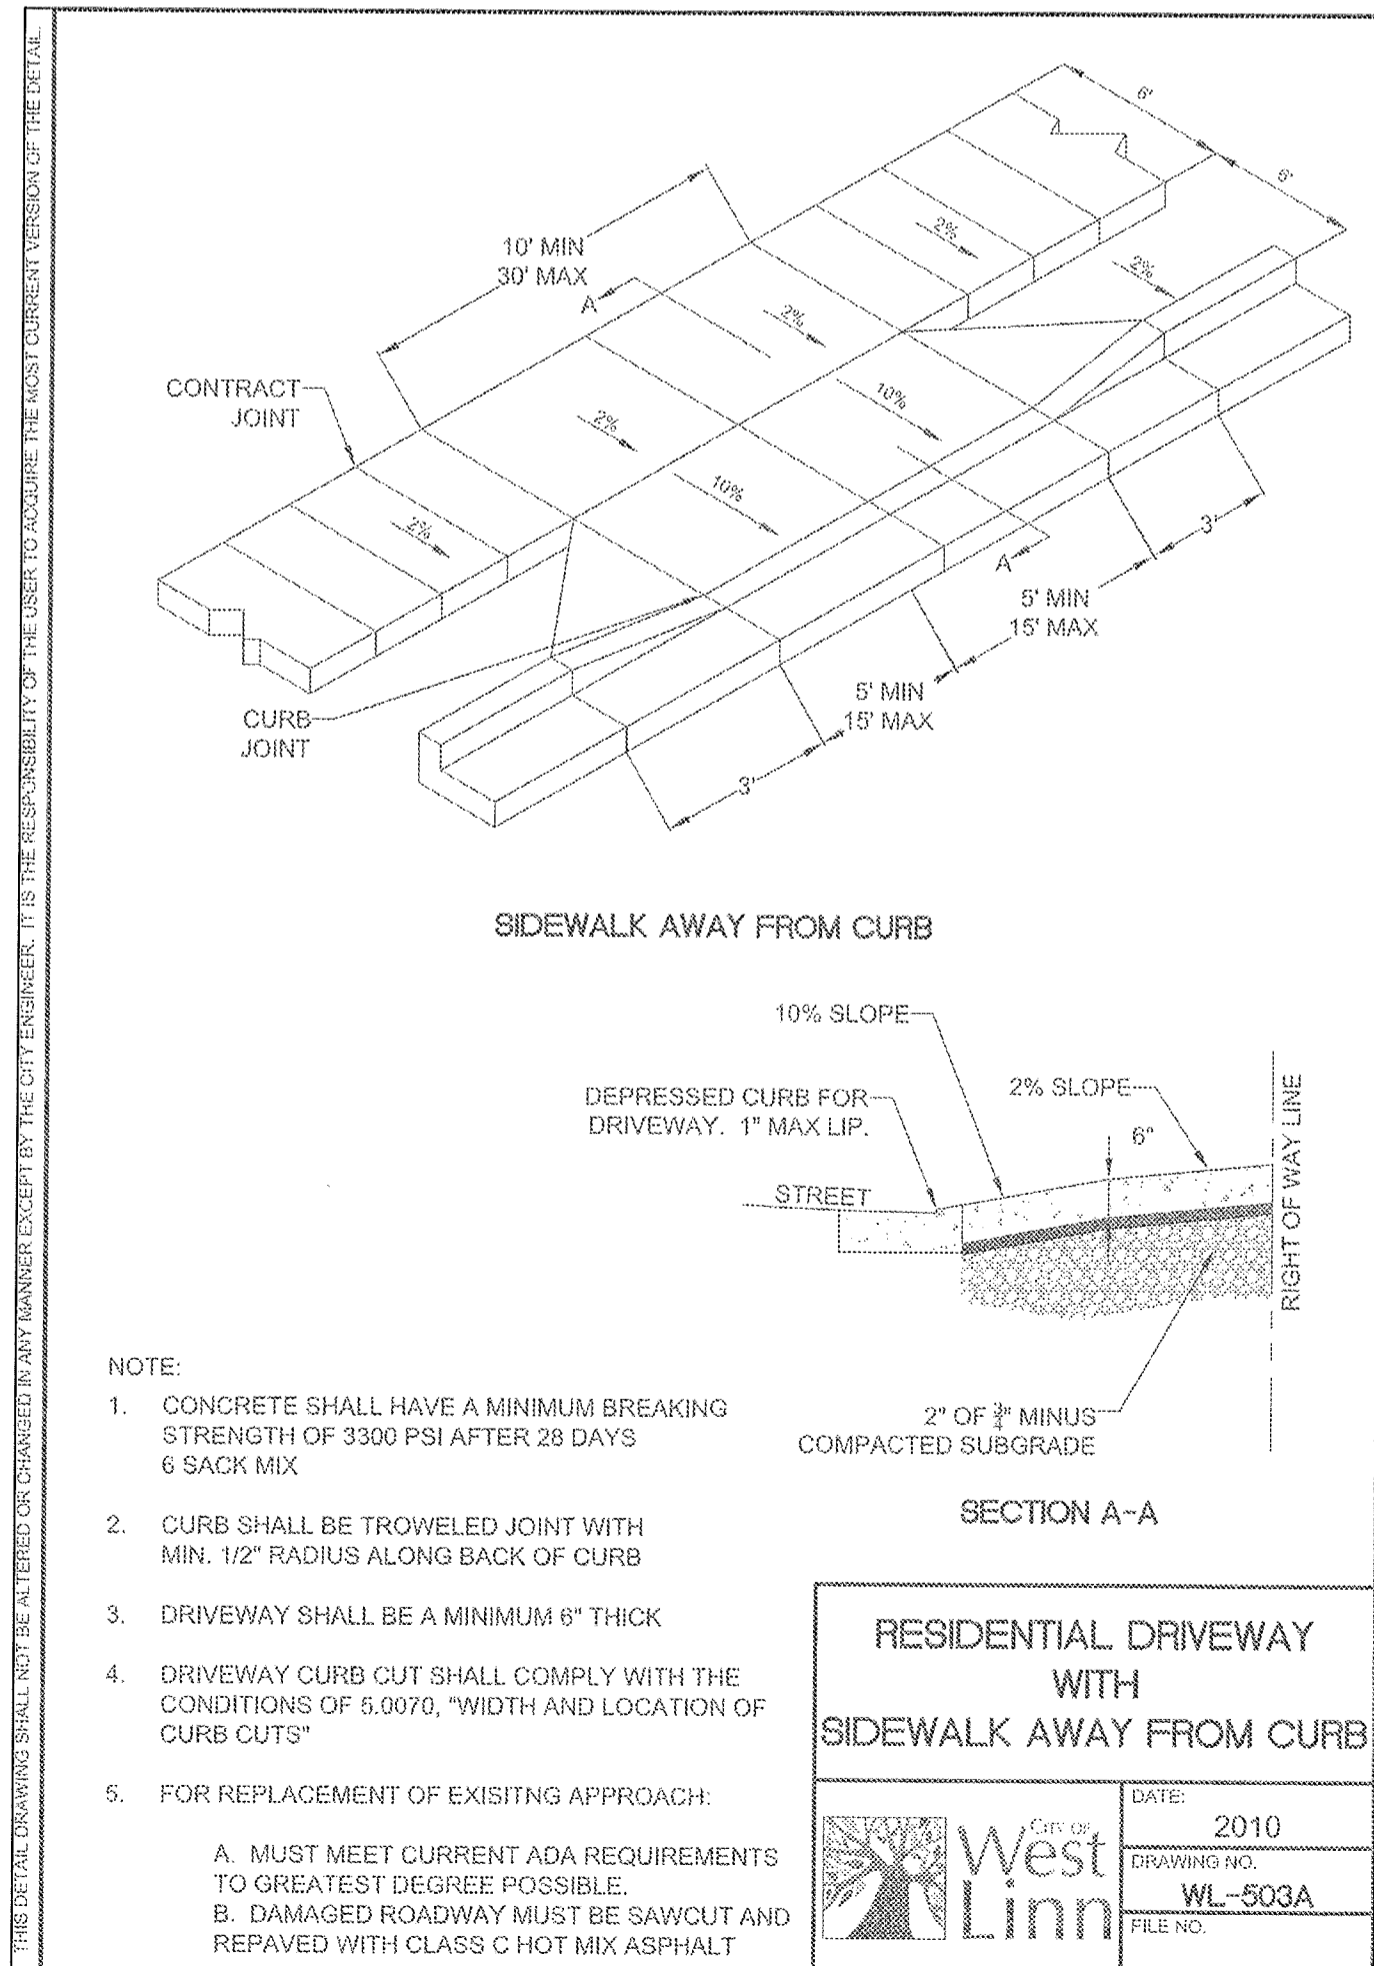 THIS DETAIL DRAWING SHALL NOT BE ALTERED OR CHANGED IN ANY MANNER EXCEPT BY THE CITY ENGINEER. IT IS THE RESPONSIBILITY OF THE USER TO ACQUIRE THE MOST CURRENT VERSION OF THE DETAIL.
6'
6'
10' MIN
30' MAX
A
2%
2%
2%
CONTRACT
JOINT
10%
2%
10%
2%
3'
A
5' MIN
15' MAX
5' MIN
15' MAX
CURB
JOINT
3'
SIDEWALK AWAY FROM CURB
10% SLOPE
2% SLOPE
DEPRESSED CURB FOR
DRIVEWAY. 1" MAX LIP.
6"
STREET
RIGHT OF WAY LINE
2" OF 3/4" MINUS
COMPACTED SUBGRADE
SECTION A-A
NOTE:
1. CONCRETE SHALL HAVE A MINIMUM BREAKING
STRENGTH OF 3300 PSI AFTER 28 DAYS
6 SACK MIX
2. CURB SHALL BE TROWELED JOINT WITH
MIN. 1/2" RADIUS ALONG BACK OF CURB
3. DRIVEWAY SHALL BE A MINIMUM 6" THICK
4. DRIVEWAY CURB CUT SHALL COMPLY WITH THE
CONDITIONS OF 5.0070, "WIDTH AND LOCATION OF
CURB CUTS"
5. FOR REPLACEMENT OF EXISITNG APPROACH:
A. MUST MEET CURRENT ADA REQUIREMENTS
TO GREATEST DEGREE POSSIBLE.
B. DAMAGED ROADWAY MUST BE SAWCUT AND
REPAVED WITH CLASS C HOT MIX ASPHALT
RESIDENTIAL DRIVEWAY
WITH
SIDEWALK AWAY FROM CURB
CITY OF
West
Linn
DATE:
2010
DRAWING NO.
WL-503A
FILE NO.